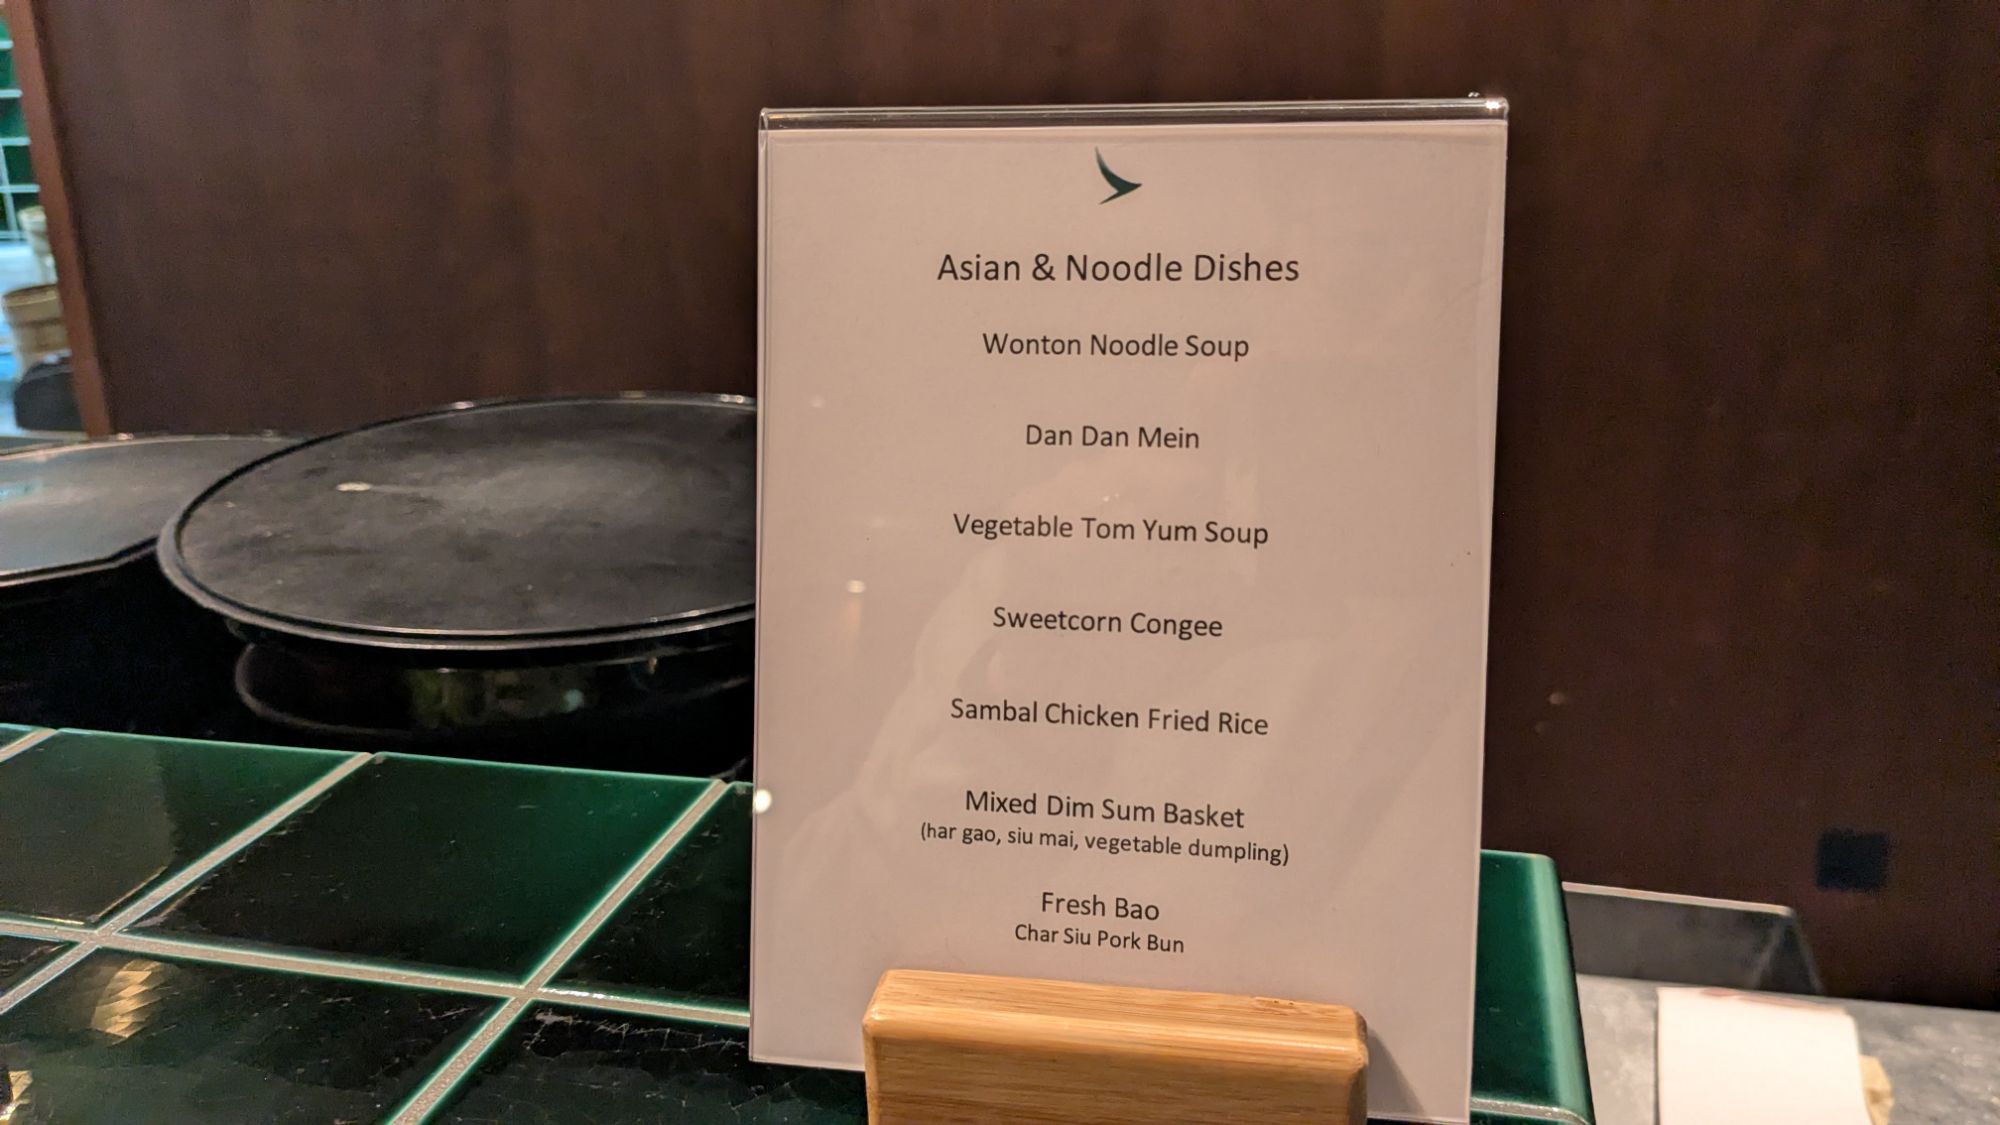 Asian & Noodle Dishes
Wonton Noodle Soup
Dan Dan Mein
Vegetable Tom Yum Soup
Sweetcorn Congee
Sambal Chicken Fried Rice
Mixed Dim Sum Basket
(har gao, siu mai, vegetable dumpling)
Fresh Bao
Char Siu Pork Bun